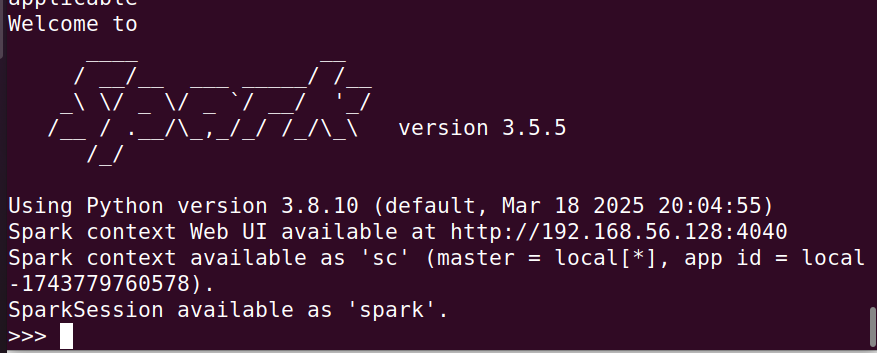 applicable
Welcome to
      ____              __
     / __/__  ___ _____/ /__
    _\ \/ _ \/ _ `/ __/  '_/
   /__ / .__/\_,_/_/ /_/\_\   version 3.5.5
      /_/
Using Python version 3.8.10 (default, Mar 18 2025 20:04:55)
Spark context Web UI available at http://192.168.56.128:4040
Spark context available as 'sc' (master = local[*], app id = local
-1743779760578).
SparkSession available as 'spark'.
>>>